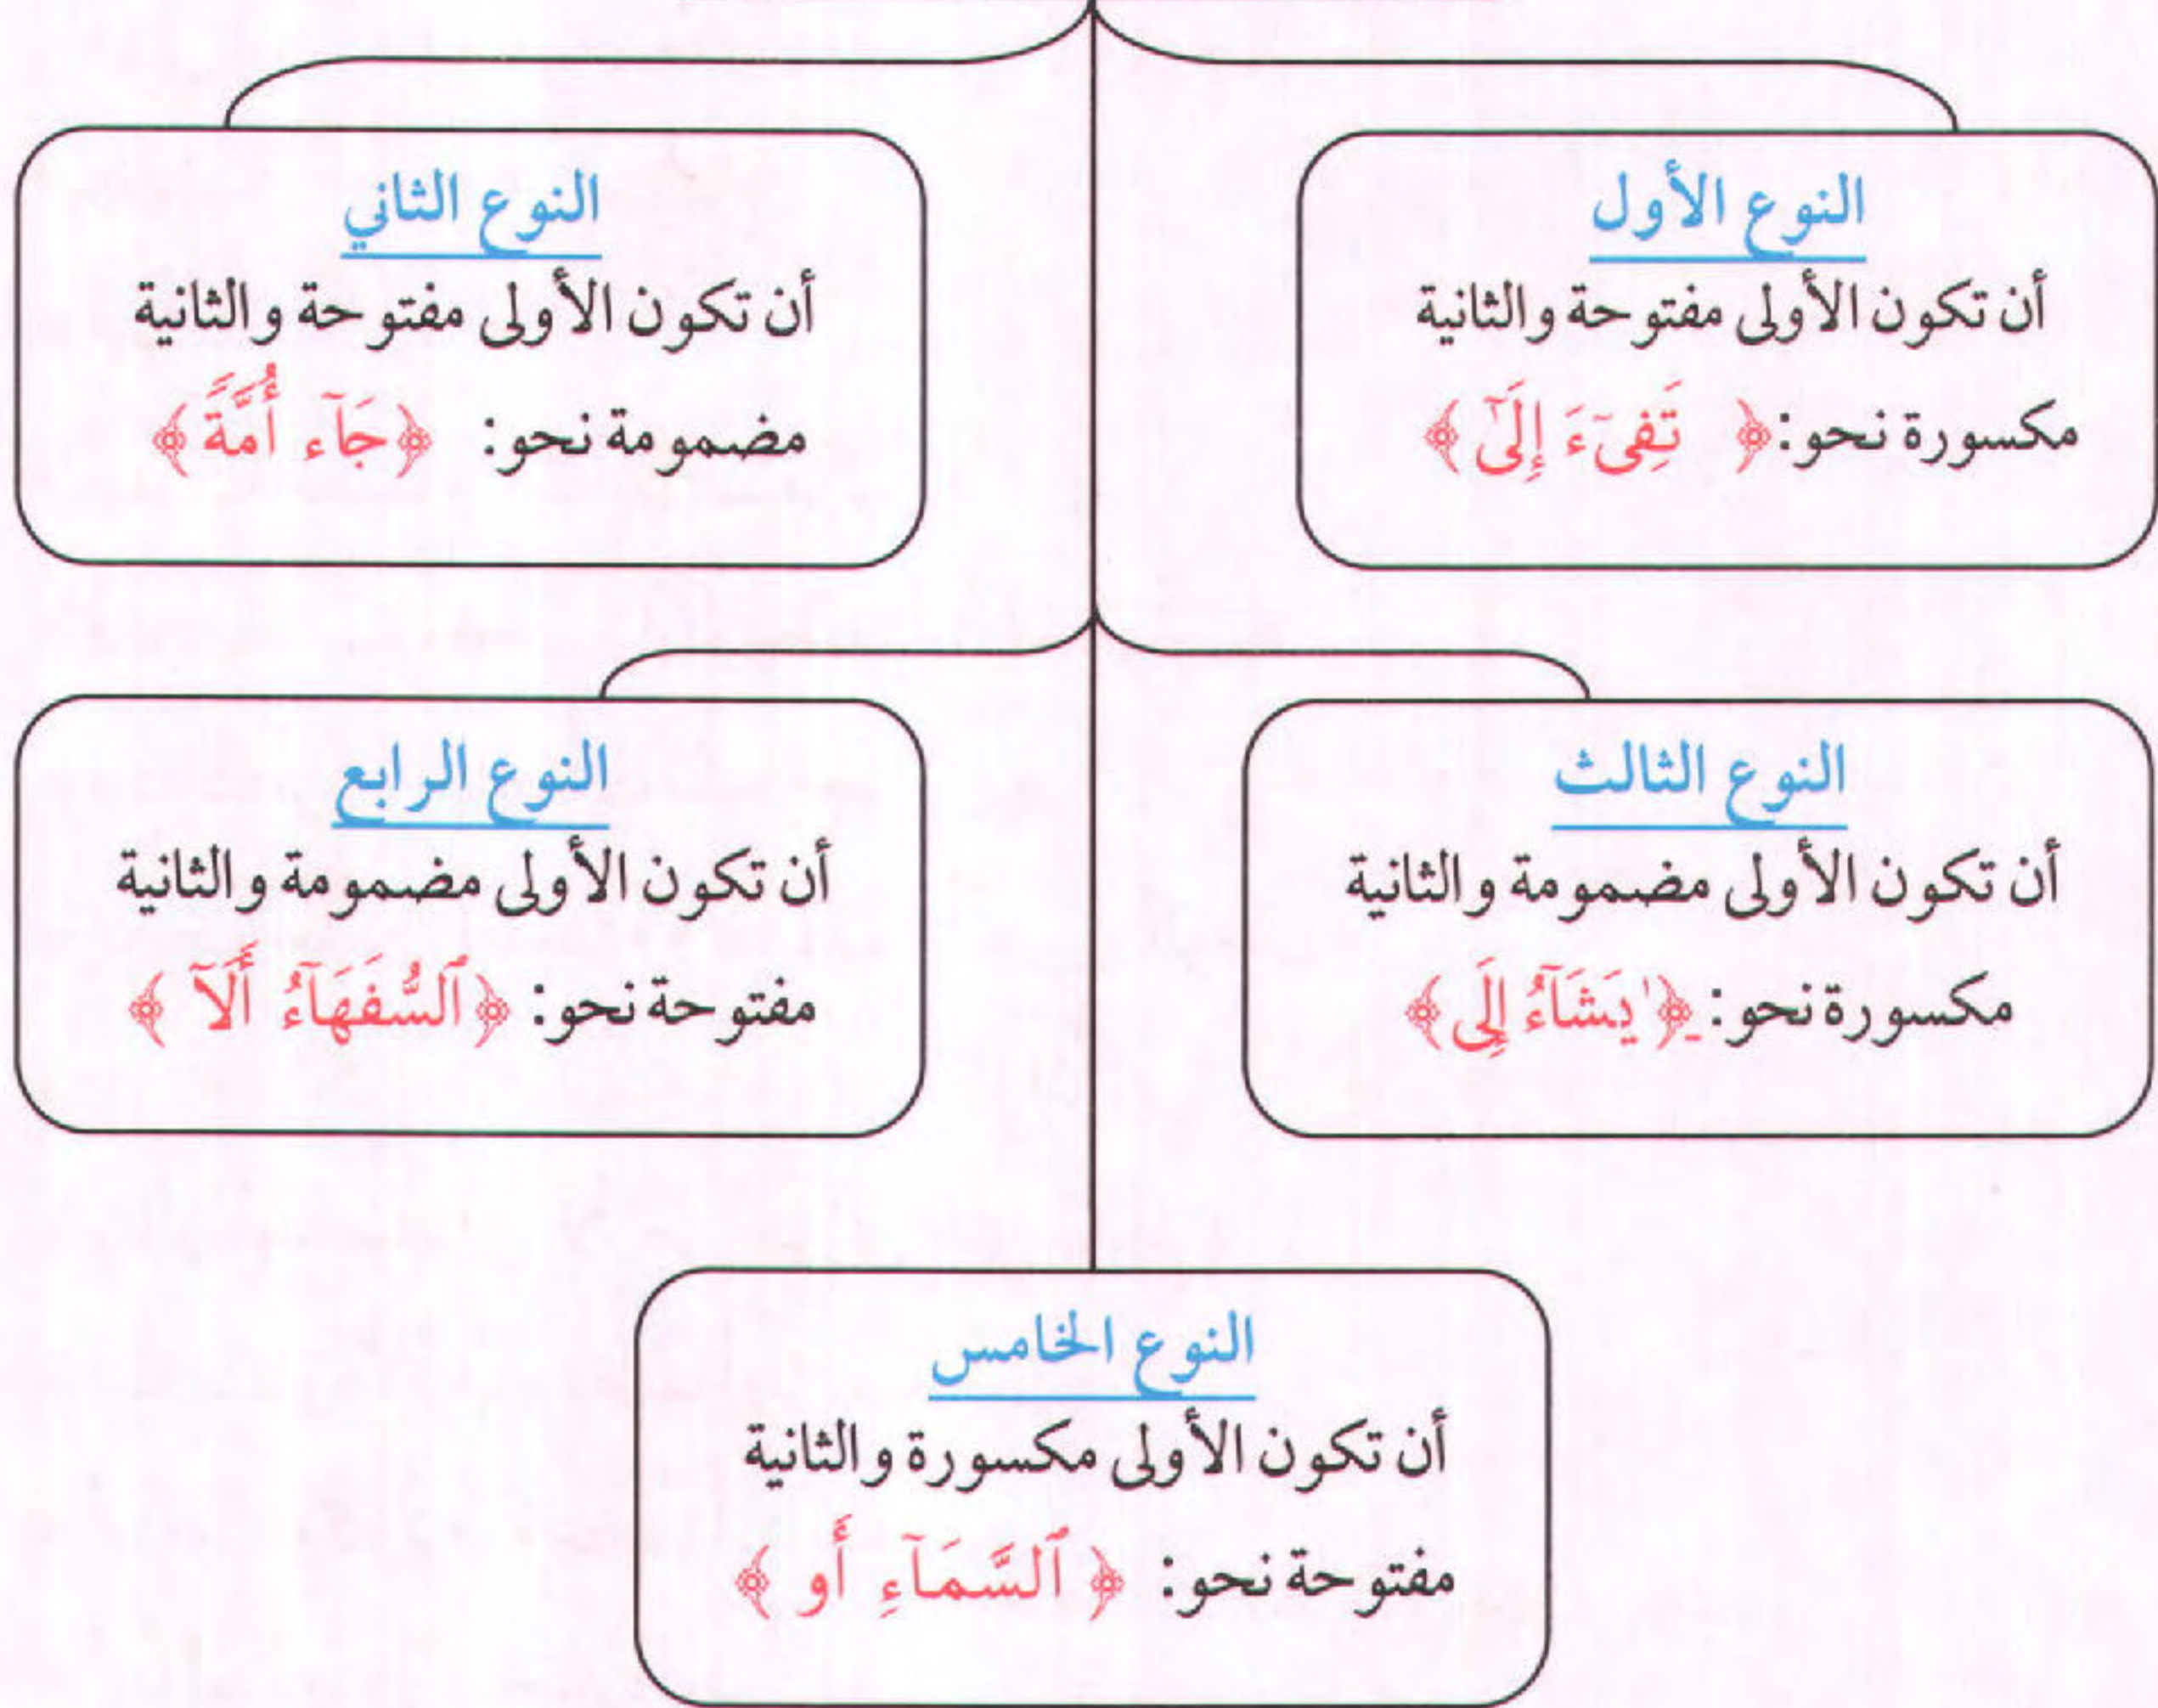 النوع الأول
أن تكون الأولى مفتوحة والثانية
مكسورة نحو: ﴿ تَفِىٓءَ إِلَىٰٓ ﴾
النوع الثاني
أن تكون الأولى مفتوحة والثانية
مضمومة نحو: ﴿جَآء أُمَّةً﴾
النوع الثالث
أن تكون الأولى مضمومة والثانية
مكسورة نحو: ﴿يَشَآءُ إِلَى﴾
النوع الرابع
أن تكون الأولى مضمومة والثانية
مفتوحة نحو: ﴿ٱلسُّفَهَآءُ أَلَآ ﴾
النوع الخامس
أن تكون الأولى مكسورة والثانية
مفتوحة نحو: ﴿ ٱلسَّمَآءِ أَو ﴾